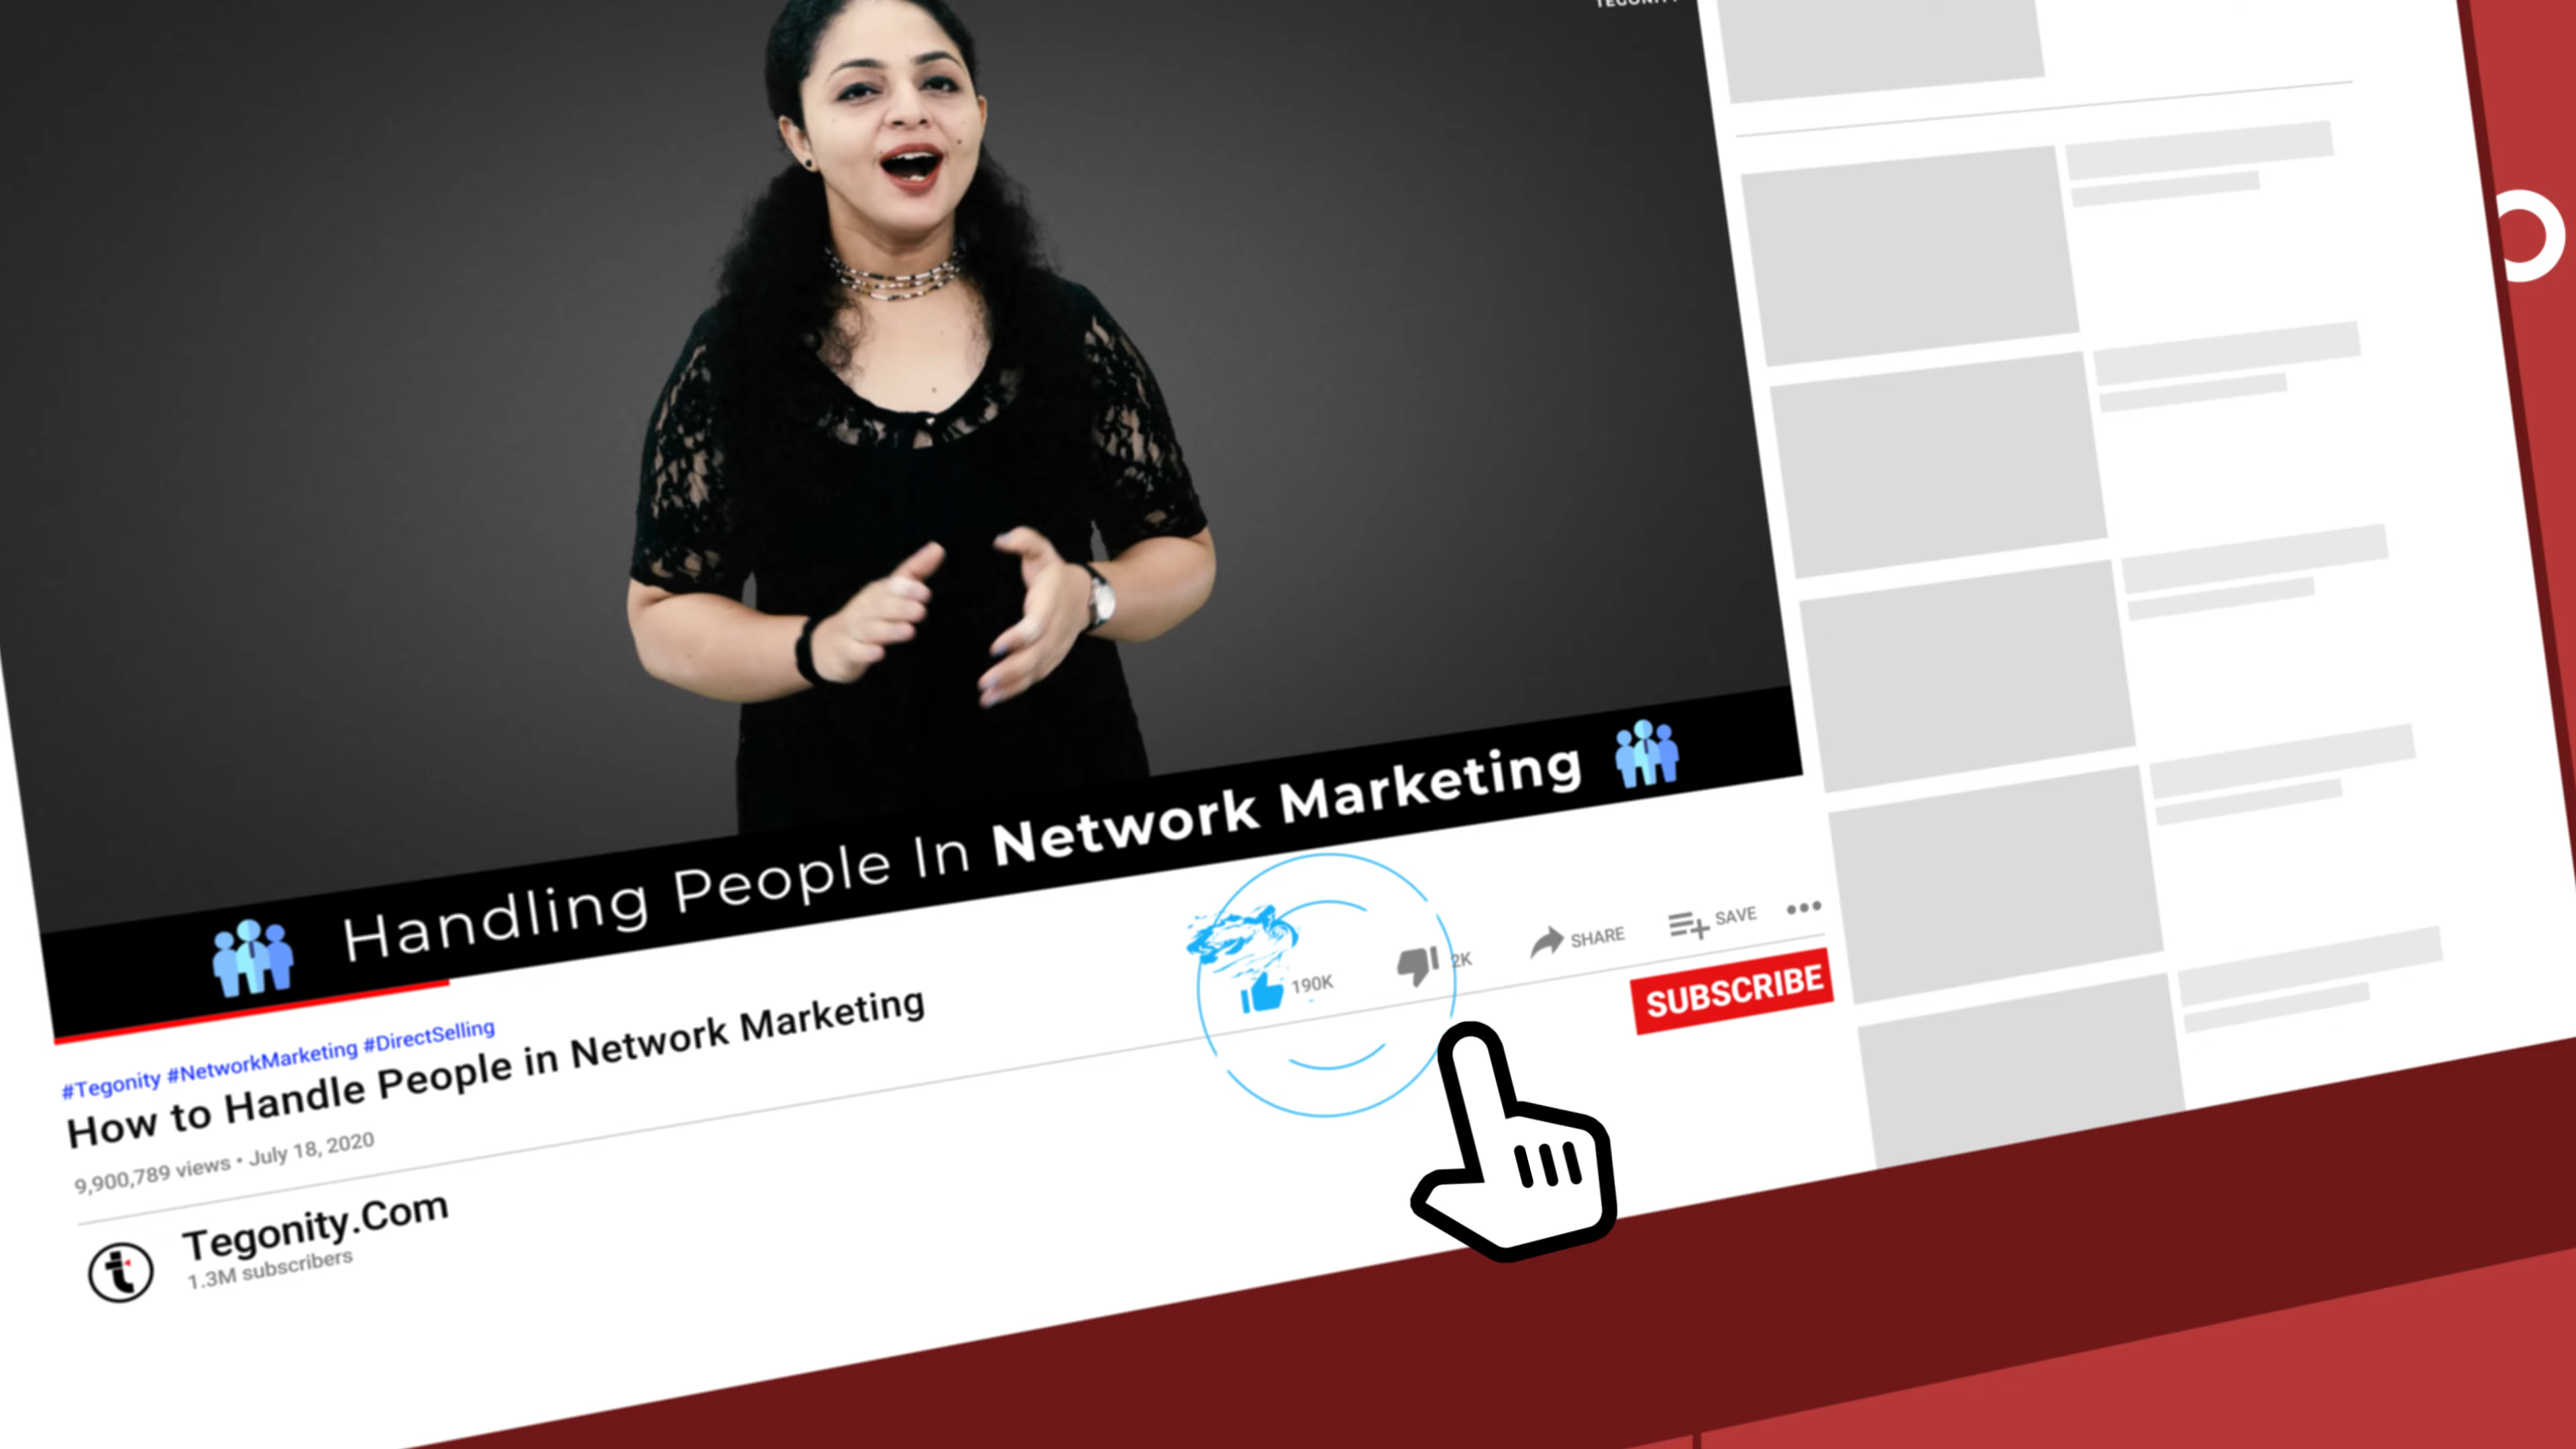 Handling People In Network Marketing
#Tegonity #NetworkMarketing #DirectSelling
How to Handle People in Network Marketing
9,900,789 views • July 18, 2020
190K
2K
SHARE
SAVE
SUBSCRIBE
Tegonity.Com
1.3M subscribers